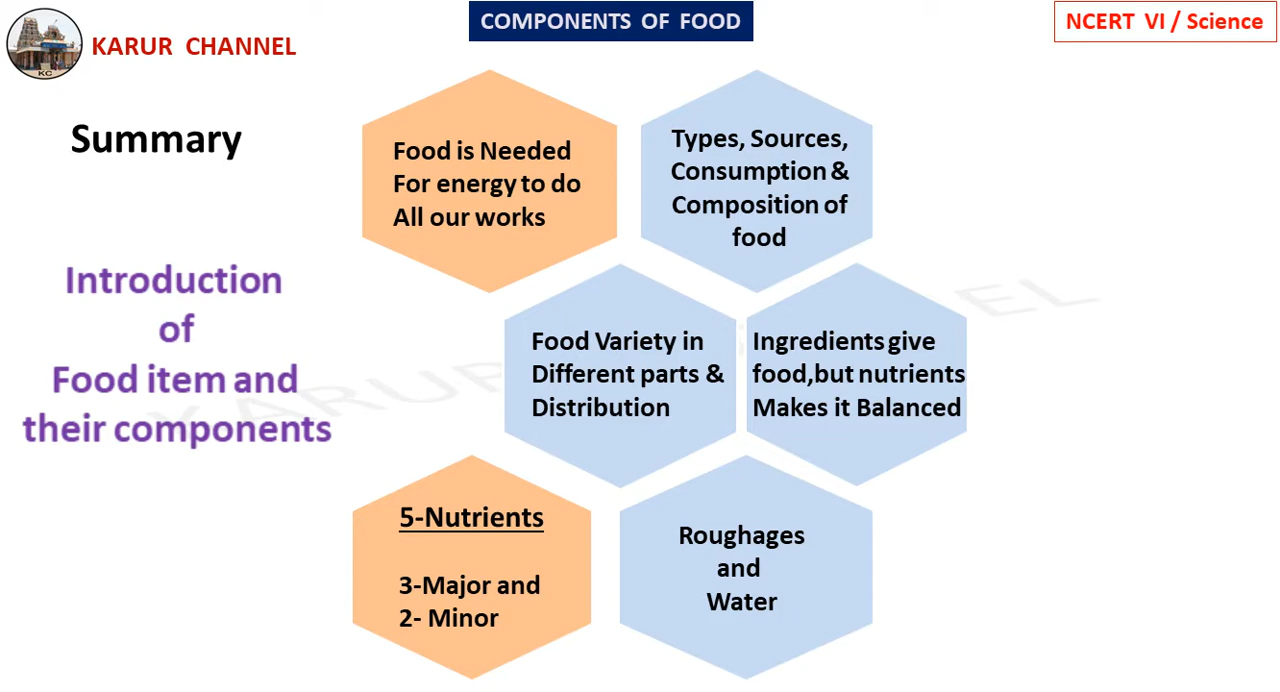 COMPONENTS OF FOOD
NCERT VI / Science
KARUR CHANNEL
KC
Summary
Introduction
of
Food item and
their components
Food is Needed
For energy to do
All our works
Types, Sources,
Consumption &
Composition of
food
Food Variety in
Different parts &
Distribution
Ingredients give
food,but nutrients
Makes it Balanced
5-Nutrients
3-Major and
2- Minor
Roughages
and
Water